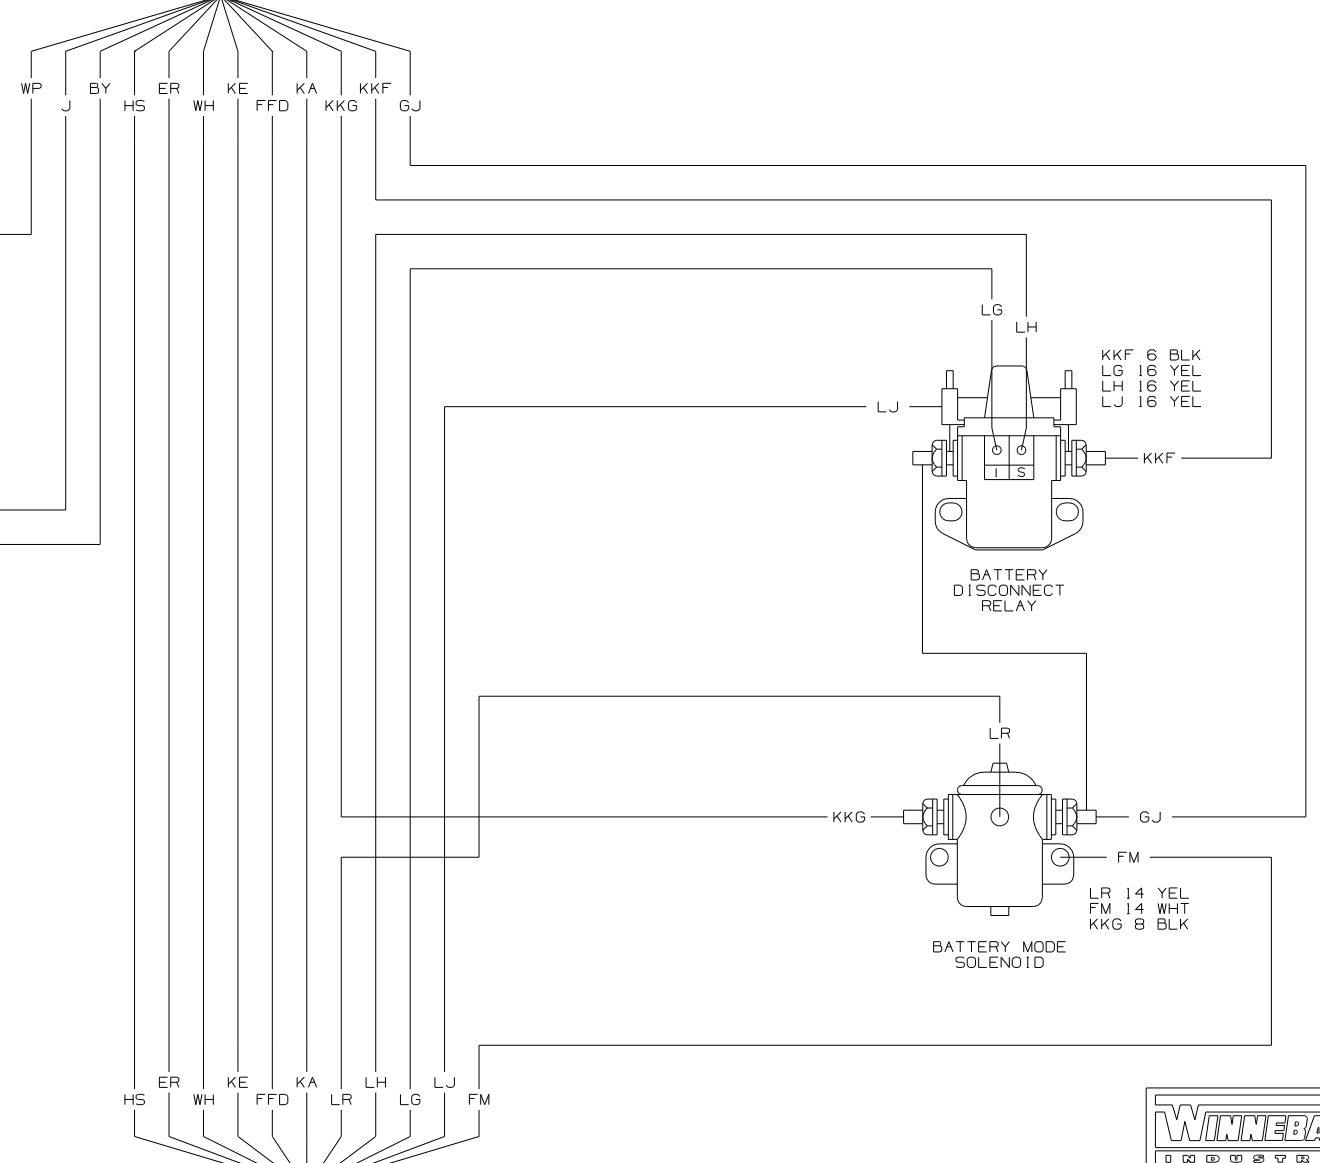 WP BY ER KE KA KKF
J HS WH FFD KKG GJ
LG
LH
KKF 6 BLK
LG 16 YEL
LH 16 YEL
LJ 16 YEL
LJ
KKF
I S
BATTERY
DISCONNECT
RELAY
LR
KKG
GJ
FM
LR 14 YEL
FM 14 WHT
KKG 8 BLK
BATTERY MODE
SOLENOID
ER KE KA LH LJ
HS WH FFD LR LG FM